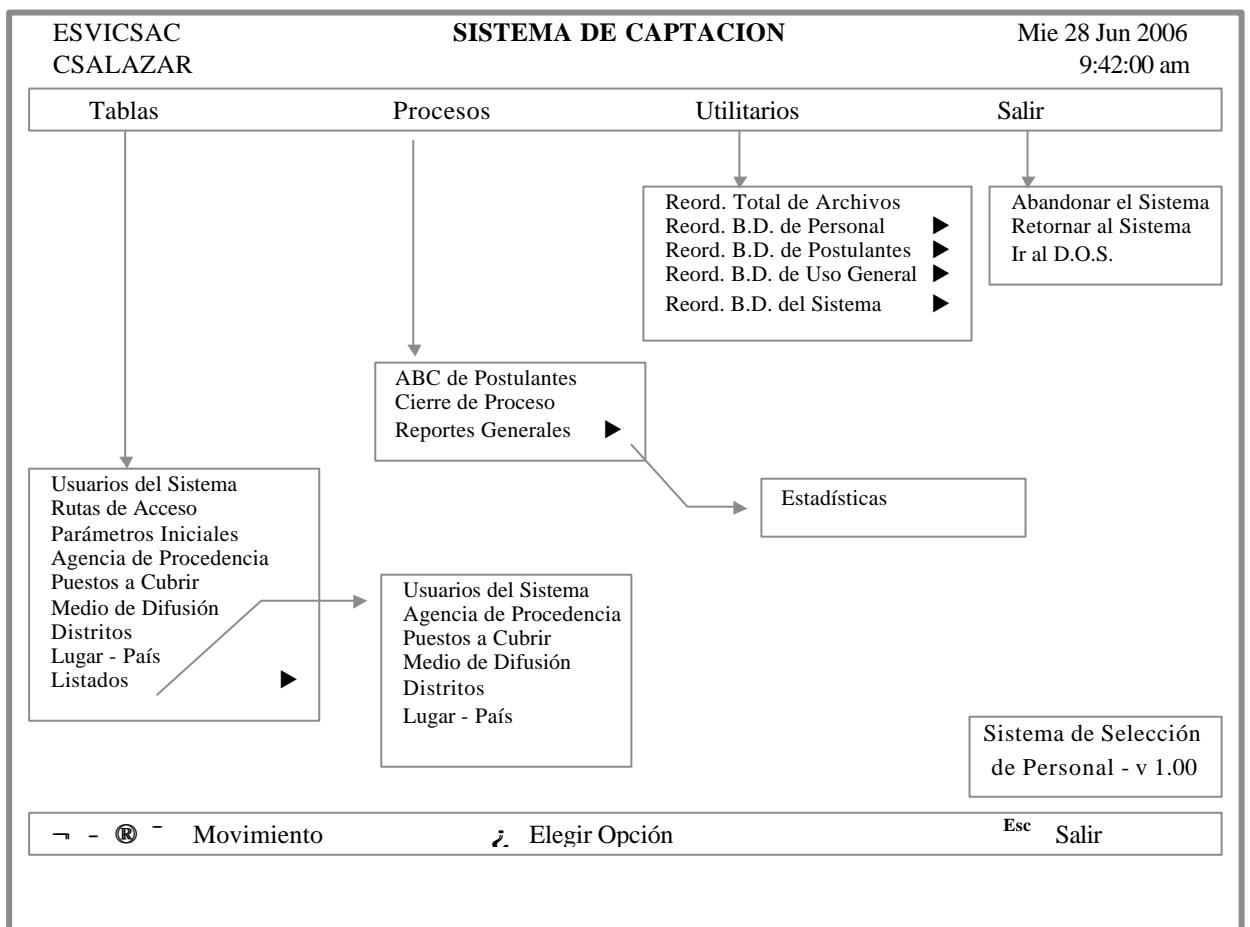 ESVICSAC SISTEMA DE CAPTACION Mie 28 Jun 2006
CSALAZAR 9:42:00 am
Tablas Procesos Utilitarios Salir
Reord. Total de Archivos
Reord. B.D. de Personal ▶
Reord. B.D. de Postulantes ▶
Reord. B.D. de Uso General ▶
Reord. B.D. del Sistema ▶
Abandonar el Sistema
Retornar al Sistema
Ir al D.O.S.
ABC de Postulantes
Cierre de Proceso
Reportes Generales ▶
Estadísticas
Usuarios del Sistema
Rutas de Acceso
Parámetros Iniciales
Agencia de Procedencia
Puestos a Cubrir
Medio de Difusión
Distritos
Lugar - País
Listados ▶
Usuarios del Sistema
Agencia de Procedencia
Puestos a Cubrir
Medio de Difusión
Distritos
Lugar - País
Sistema de Selección
de Personal - v 1.00
¬ - ® ¯ Movimiento ¿ Elegir Opción Esc Salir